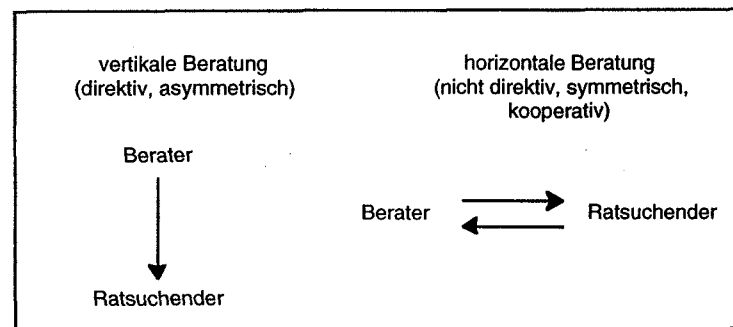 vertikale Beratung
(direktiv, asymmetrisch)
Berater
Ratsuchender
horizontale Beratung
(nicht direktiv, symmetrisch,
kooperativ)
Berater
Ratsuchender